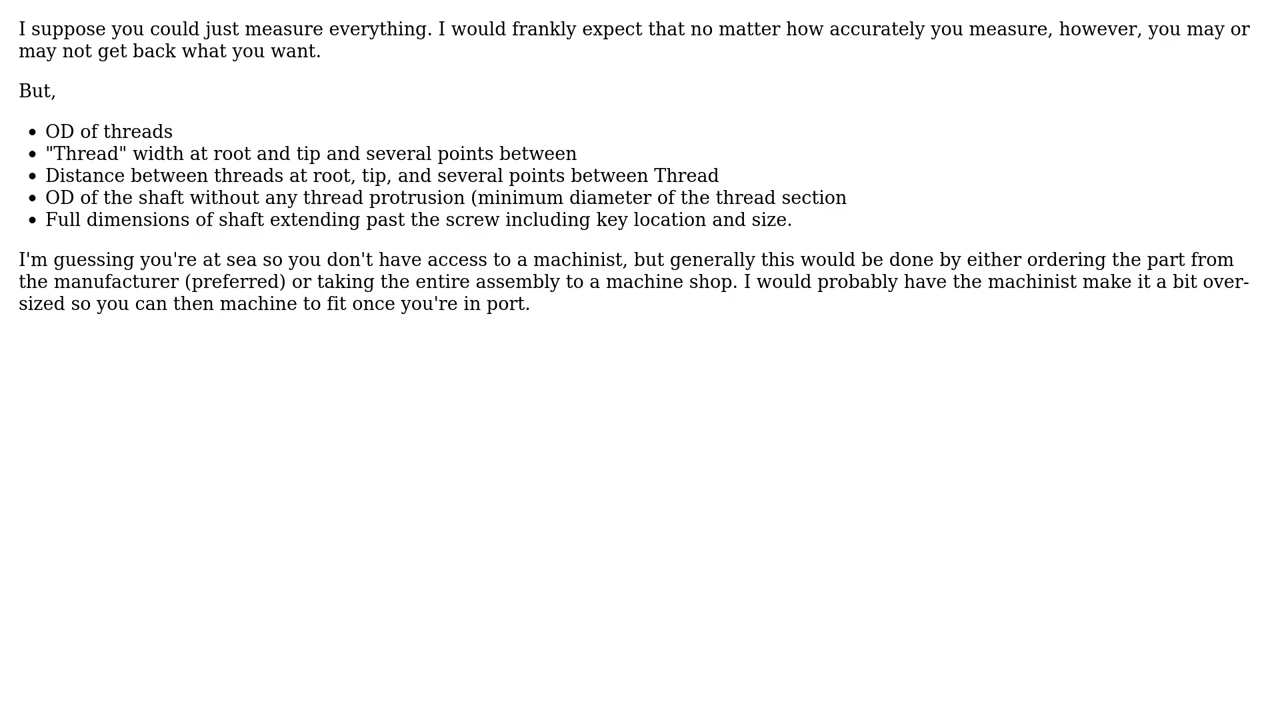 I suppose you could just measure everything. I would frankly expect that no matter how accurately you measure, however, you may or
may not get back what you want.
But,
• OD of threads
• "Thread" width at root and tip and several points between
• Distance between threads at root, tip, and several points between Thread
• OD of the shaft without any thread protrusion (minimum diameter of the thread section
• Full dimensions of shaft extending past the screw including key location and size.
I'm guessing you're at sea so you don't have access to a machinist, but generally this would be done by either ordering the part from
the manufacturer (preferred) or taking the entire assembly to a machine shop. I would probably have the machinist make it a bit over-
sized so you can then machine to fit once you're in port.